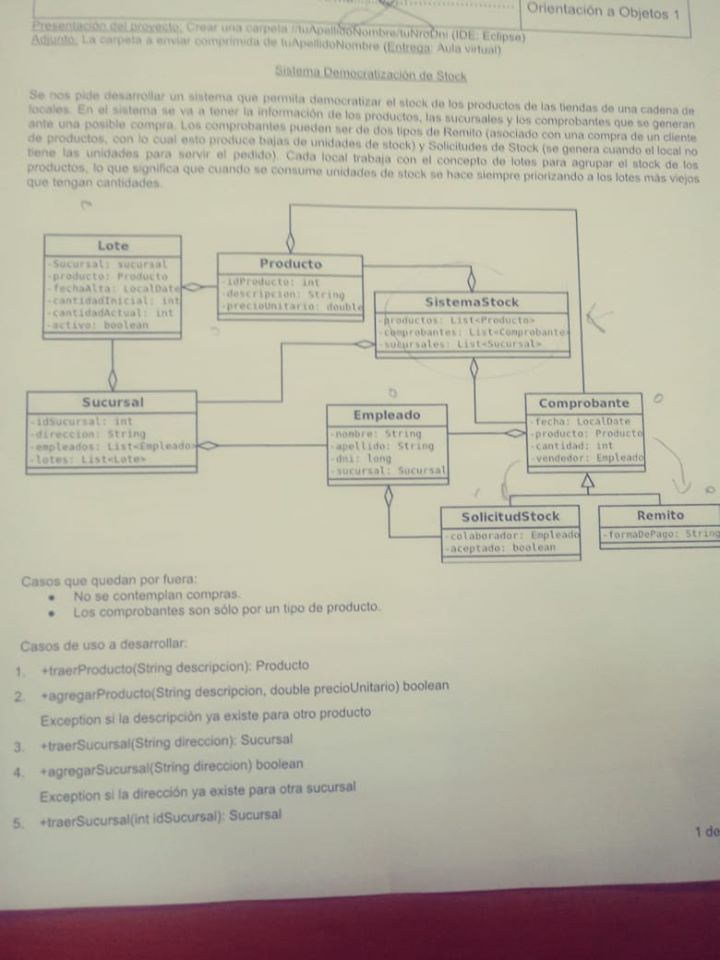 Orientación a Objetos 1
Presentación del proyecto: Crear una carpeta //tuApellidoNombre/tuNroDni (IDE: Eclipse)
Adjunto: La carpeta a enviar comprimida de tuApellidoNombre (Entrega: Aula virtual)
Sistema Democratización de Stock
Se nos pide desarrollar un sistema que permita democratizar el stock de los productos de las tiendas de una cadena de
locales. En el sistema se va a tener la información de los productos, las sucursales y los comprobantes que se generan
ante una posible compra. Los comprobantes pueden ser de dos tipos de Remito (asociado con una compra de un cliente
de productos, con lo cual esto produce bajas de unidades de stock) y Solicitudes de Stock (se genera cuando el local no
tiene las unidades para servir el pedido). Cada local trabaja con el concepto de lotes para agrupar el stock de los
productos, lo que significa que cuando se consume unidades de stock se hace siempre priorizando a los lotes más viejos
que tengan cantidades.
Lote
-Sucursal: sucursal
-producto: Producto
-fechaAlta: LocalDate
-cantidadInicial: int
-cantidadActual: int
-activo: boolean
Producto
-idProducto: int
-descripcion: String
-precioUnitario: double
SistemaStock
-productos: List<Producto>
-comprobantes: List<Comprobante>
-sucursales: List<Sucursal>
Sucursal
-idSucursal: int
-direccion: String
-empleados: List<Empleado>
-lotes: List<Lote>
Empleado
-nombre: String
-apellido: String
-dni: long
-sucursal: Sucursal
Comprobante
-fecha: LocalDate
-producto: Producto
-cantidad: int
-vendedor: Empleado
SolicitudStock
-colaborador: Empleado
-aceptado: boolean
Remito
-formaDePago: String
Casos que quedan por fuera:
• No se contemplan compras.
• Los comprobantes son sólo por un tipo de producto.
Casos de uso a desarrollar:
1. +traerProducto(String descripcion): Producto
2. +agregarProducto(String descripcion, double precioUnitario) boolean
Exception si la descripción ya existe para otro producto
3. +traerSucursal(String direccion): Sucursal
4. +agregarSucursal(String direccion) boolean
Exception si la dirección ya existe para otra sucursal
5. +traerSucursal(int idSucursal): Sucursal
1 de